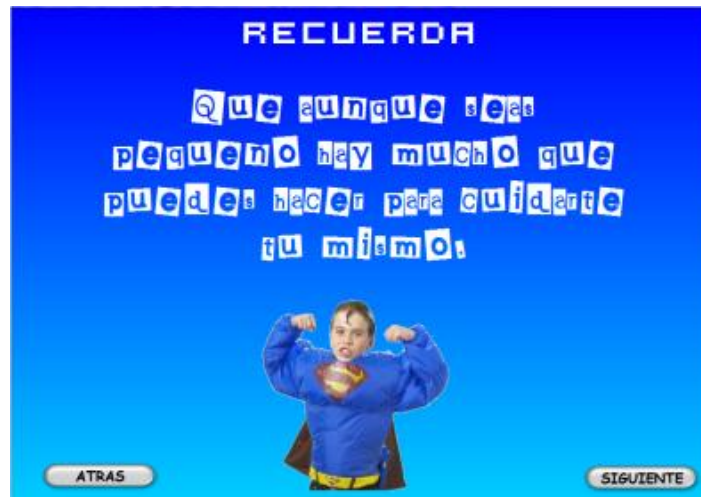 RECUERDA
Que aunque seas
pequeno hay mucho que
puedes hacer para cuidarte
tu mismo.
ATRAS
SIGUIENTE